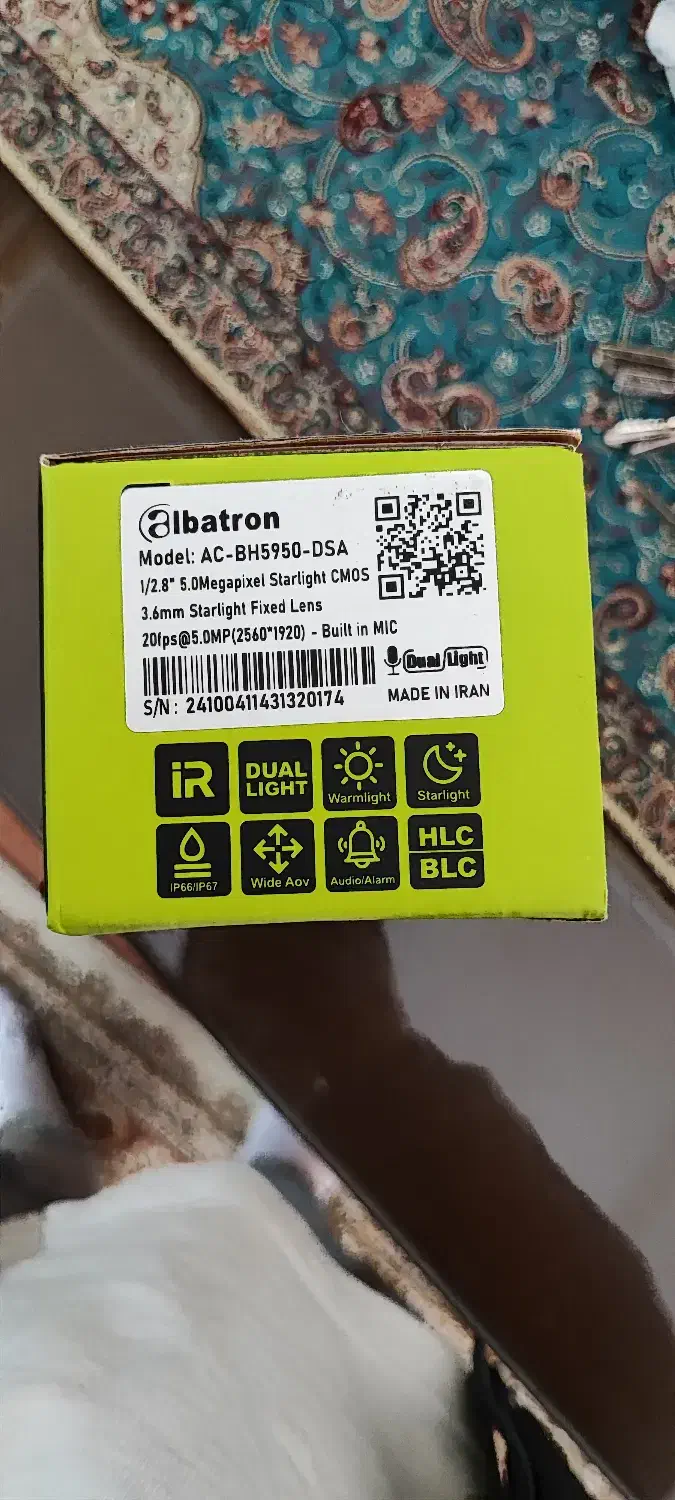 albatron
Model: AC-BH5950-DSA
1/2.8" 5.0Megapixel Starlight CMOS
3.6mm Starlight Fixed Lens
20fps@5.0MP(2560*1920) - Built in MIC
Dual Light
S/N : 24100411431320174
MADE IN IRAN
iR
DUAL
LIGHT
Warmlight
Starlight
IP66/IP67
Wide Aov
Audio/Alarm
HLC
BLC